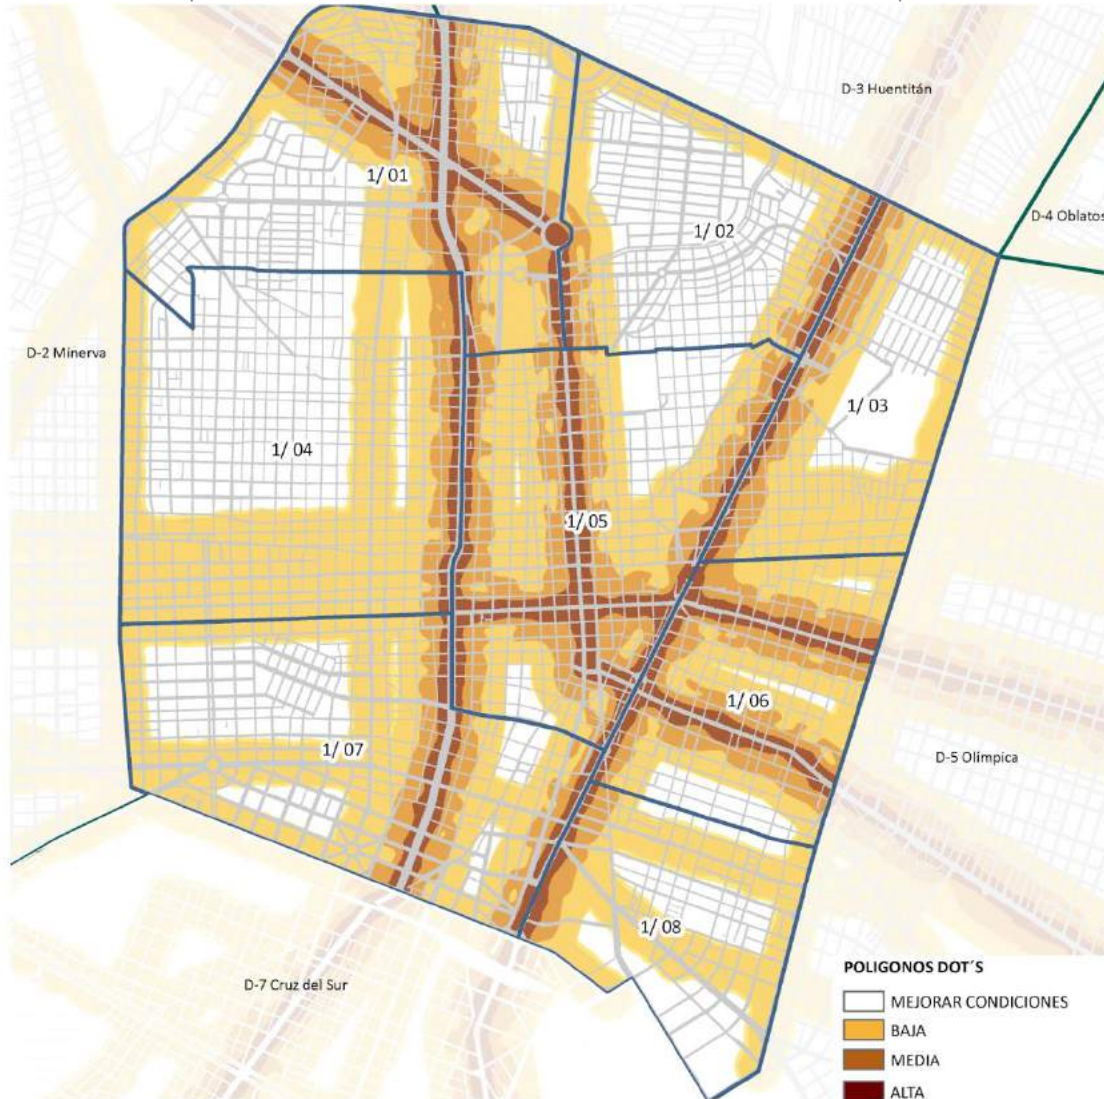 D-3 Huentitán
1/ 01
D-4 Oblatos
1/ 02
D-2 Minerva
1/ 03
1/ 04
1/ 05
1/ 06
1/ 07
D-5 Olímpica
1/ 08
D-7 Cruz del Sur
POLIGONOS DOT´S
MEJORAR CONDICIONES
BAJA
MEDIA
ALTA